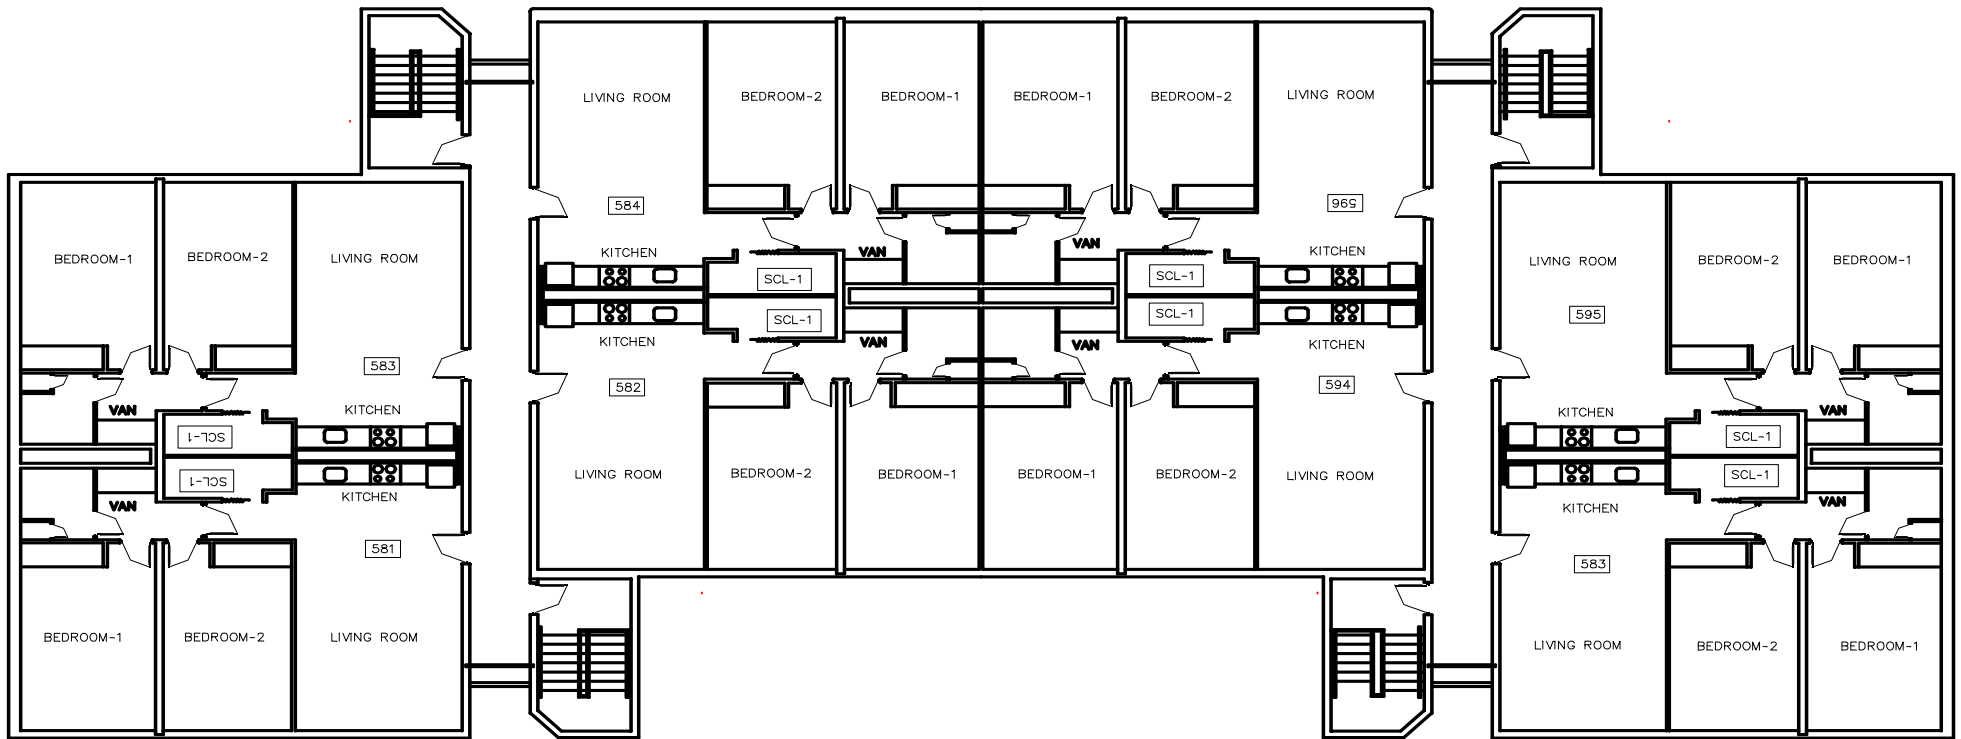 LIVING ROOM
BEDROOM-2
BEDROOM-1
BEDROOM-1
BEDROOM-2
LIVING ROOM
584
596
KITCHEN
VAN
VAN
KITCHEN
SCL-1
SCL-1
SCL-1
SCL-1
KITCHEN
VAN
VAN
KITCHEN
582
594
LIVING ROOM
BEDROOM-2
BEDROOM-1
BEDROOM-1
BEDROOM-2
LIVING ROOM
BEDROOM-1
BEDROOM-2
LIVING ROOM
583
VAN
KITCHEN
SCL-1
SCL-1
VAN
KITCHEN
581
BEDROOM-1
BEDROOM-2
LIVING ROOM
LIVING ROOM
BEDROOM-2
BEDROOM-1
595
KITCHEN
VAN
SCL-1
SCL-1
KITCHEN
VAN
583
LIVING ROOM
BEDROOM-2
BEDROOM-1